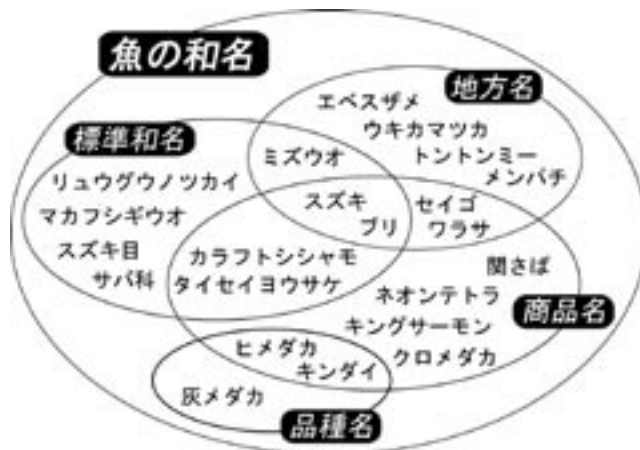 魚の和名
地方名
エベスザメ
ウキカマツカ
トントンミー
メンパチ
標準和名
ミズウオ
リュウグウノツカイ
マカフシギウオ
スズキ目
サバ科
スズキ
ブリ
セイゴ
ワラサ
カラフトシシャモ
タイセイヨウサケ
関さば
ネオンテトラ
商品名
キングサーモン
クロメダカ
ヒメダカ
キンダイ
灰メダカ
品種名